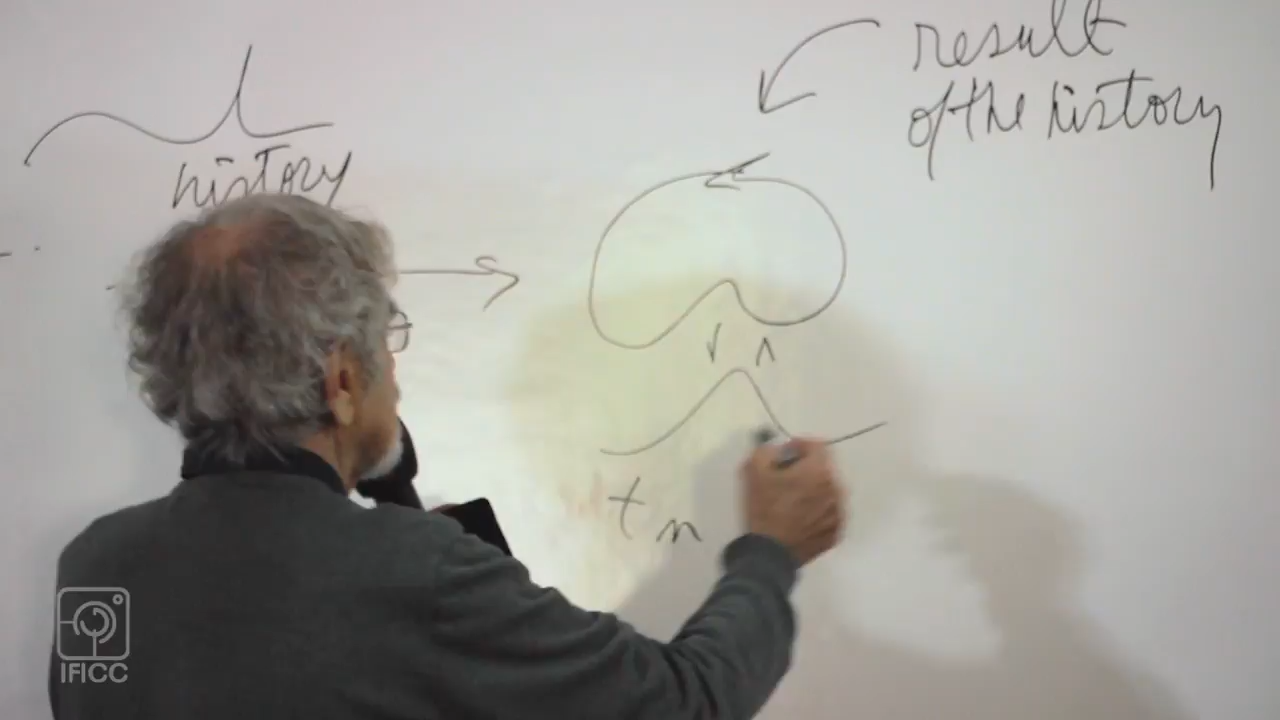 result
of the history
history
t n
IFICC